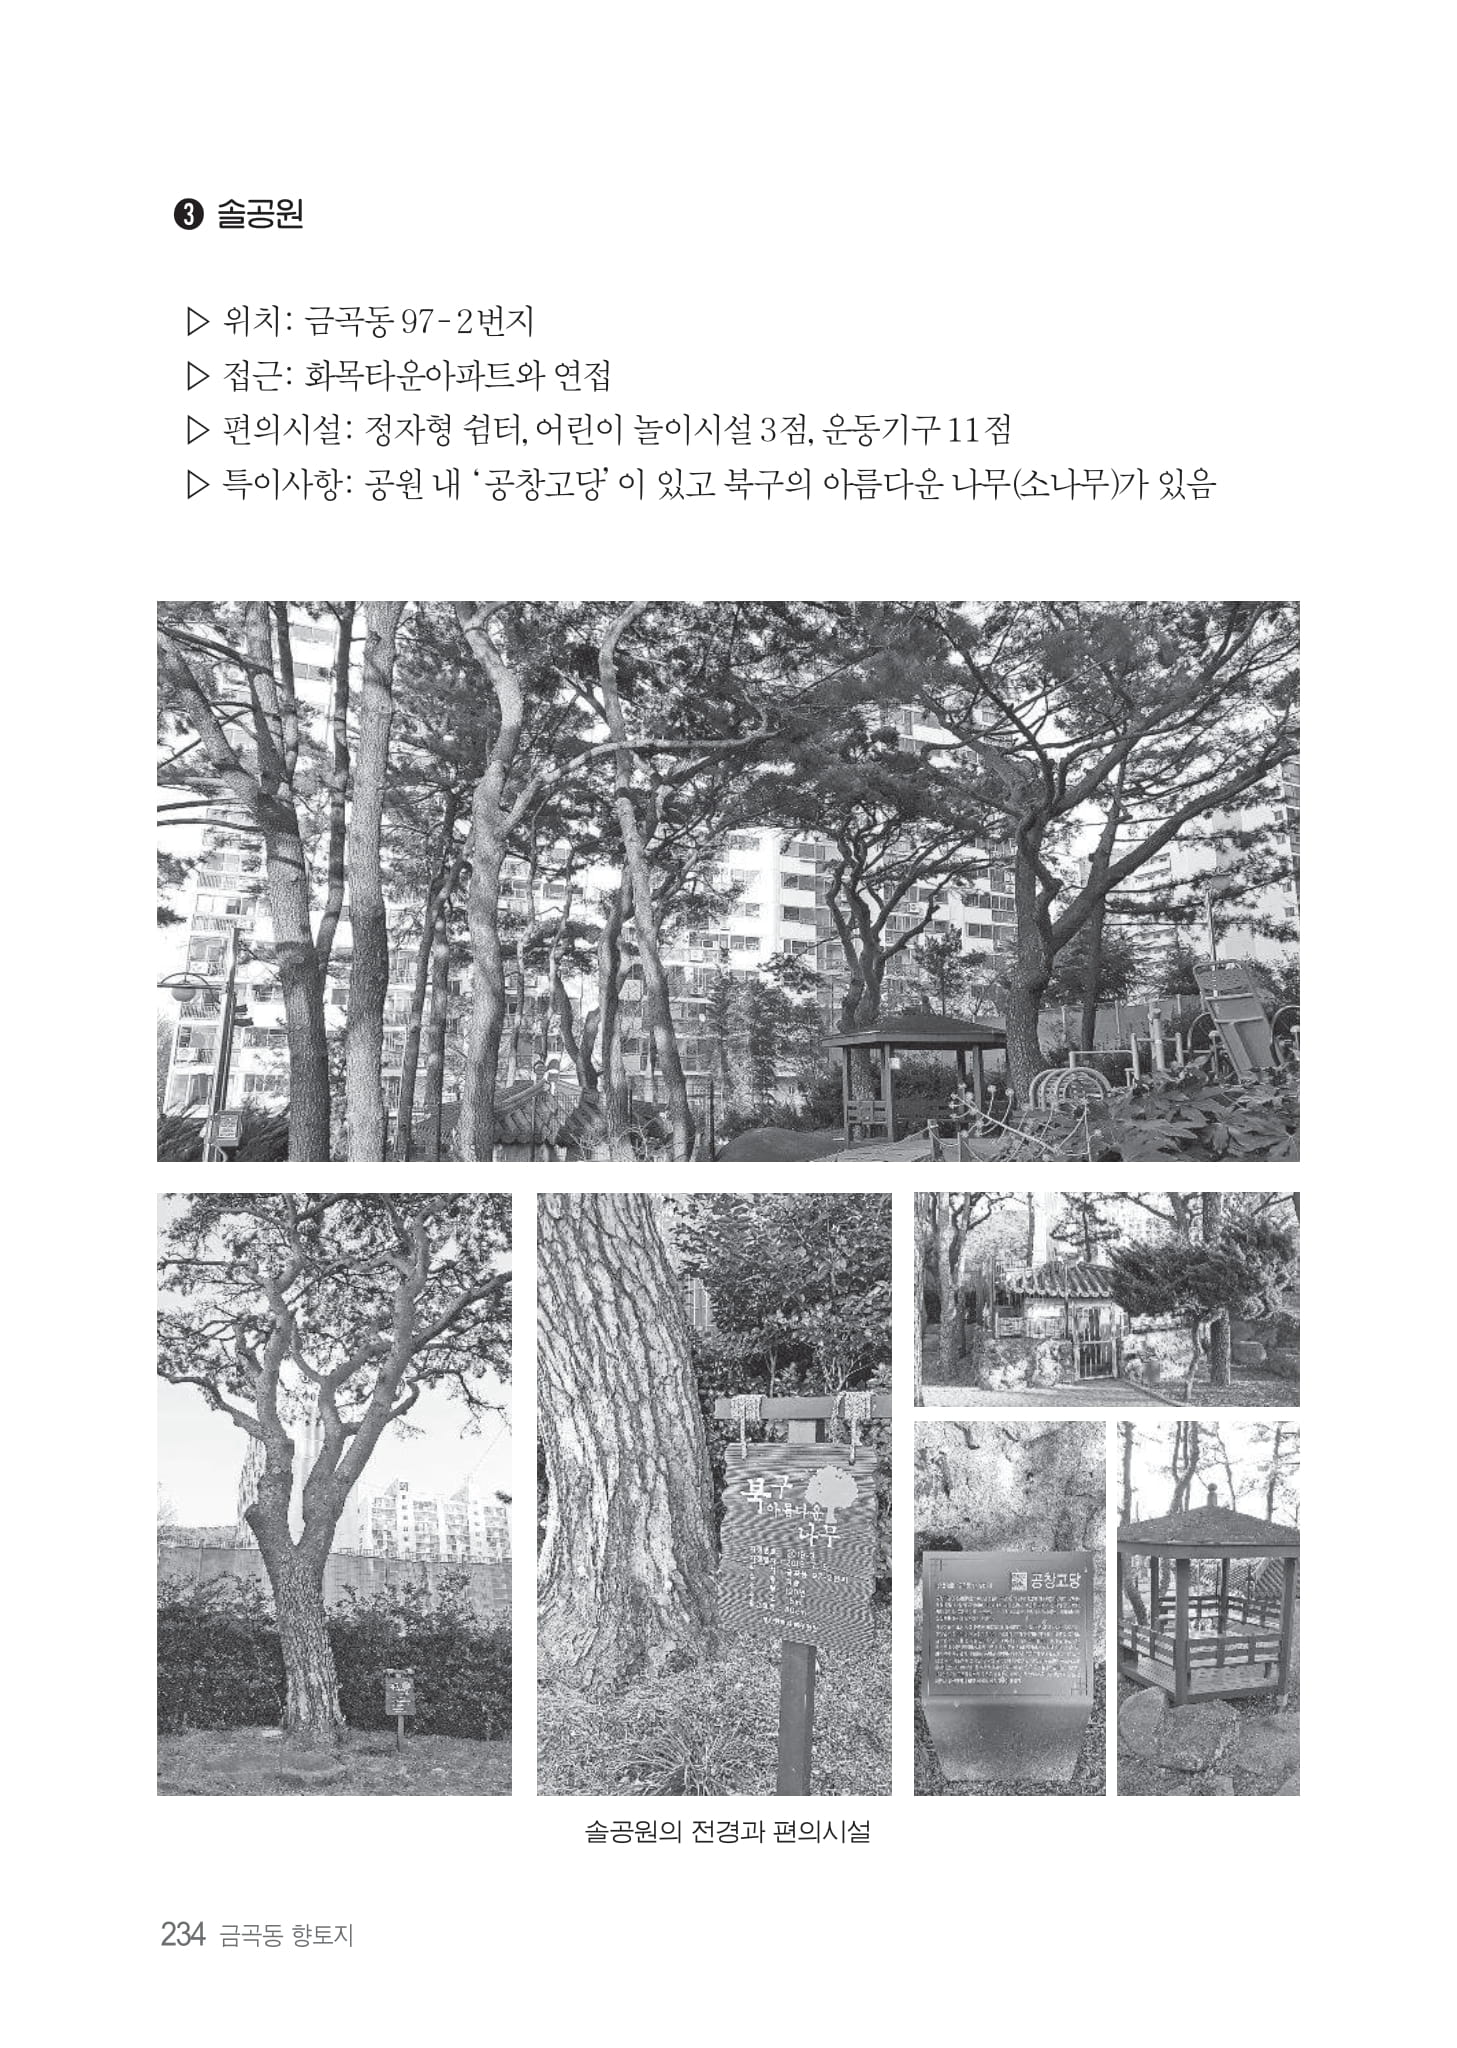 ❸ 솔공원
▷ 위치: 금곡동 97-2번지
▷ 접근: 화목타운아파트와 연접
▷ 편의시설: 정자형 쉼터, 어린이 놀이시설 3점, 운동기구 11점
▷ 특이사항: 공원 내 ‘공창고당’이 있고 북구의 아름다운 나무(소나무)가 있음
북구
아름다운
나무
공창고당
솔공원의 전경과 편의시설
234 금곡동 향토지